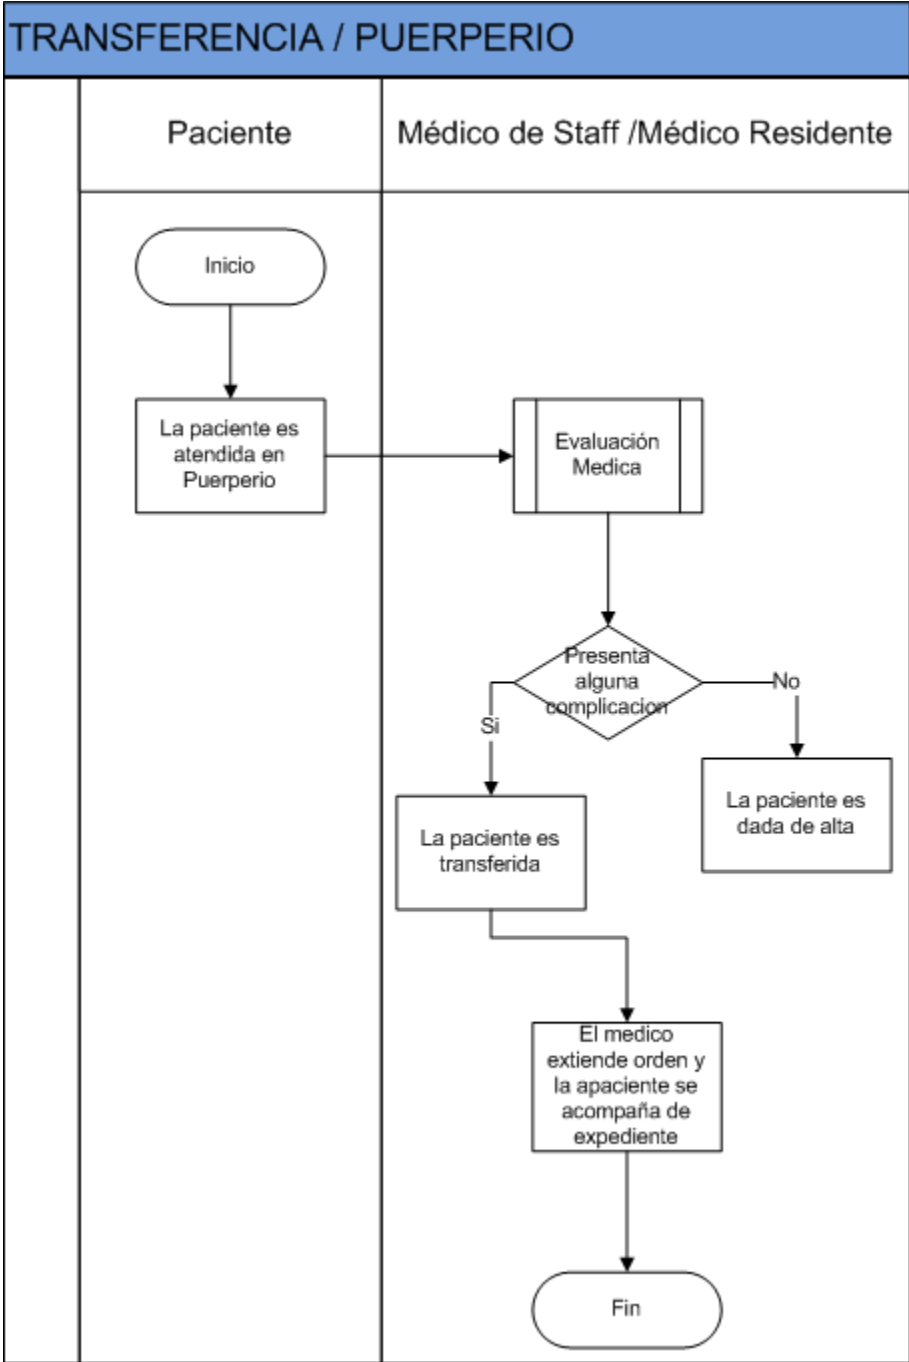 TRANSFERENCIA / PUERPERIO
Paciente
Médico de Staff /Médico Residente
Inicio
La paciente es
atendida en
Puerperio
Evaluación
Medica
Presenta
alguna
complicacion
No
Si
La paciente es
dada de alta
La paciente es
transferida
El medico
extiende orden y
la apaciente se
acompaña de
expediente
Fin